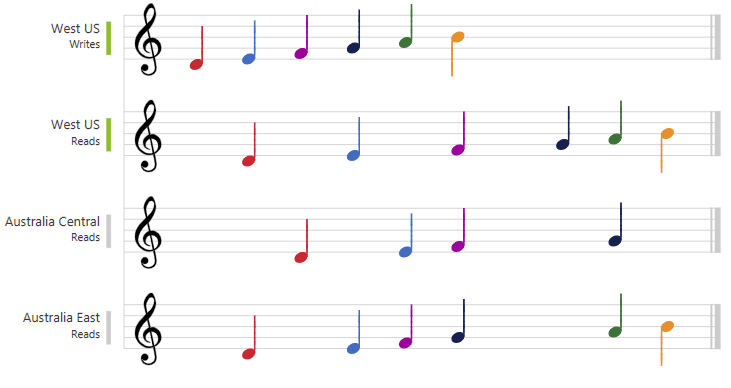 West US
Writes
West US
Reads
Australia Central
Reads
Australia East
Reads